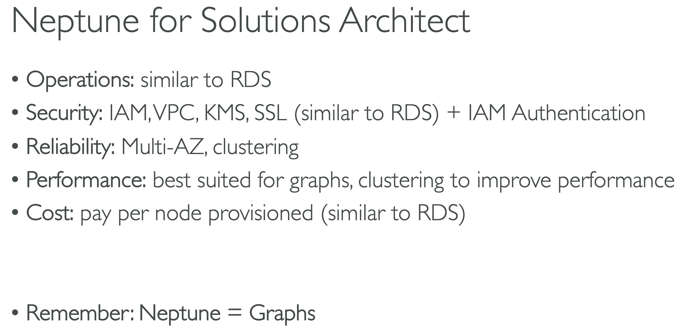 Neptune for Solutions Architect
• Operations: similar to RDS
• Security: IAM, VPC, KMS, SSL (similar to RDS) + IAM Authentication
• Reliability: Multi-AZ, clustering
• Performance: best suited for graphs, clustering to improve performance
• Cost: pay per node provisioned (similar to RDS)
• Remember: Neptune = Graphs